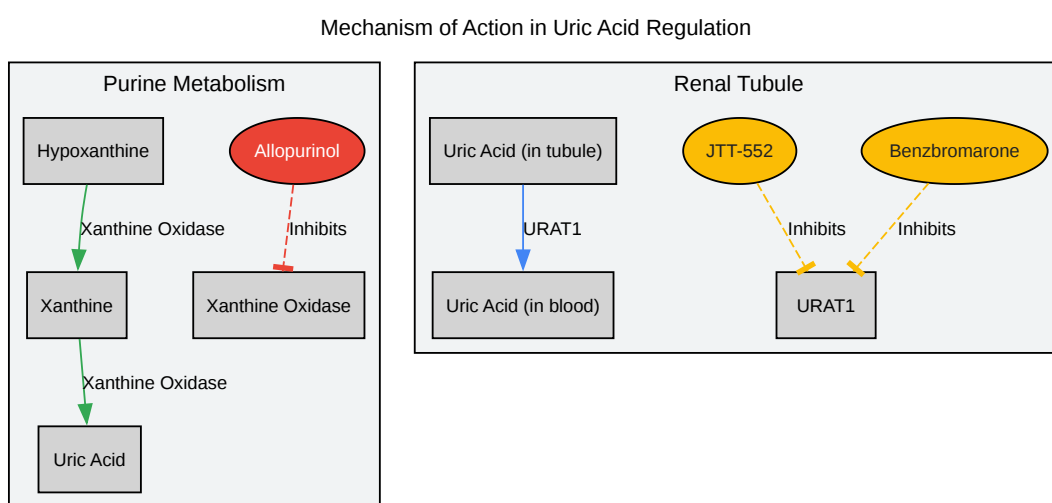 Mechanism of Action in Uric Acid Regulation
Purine Metabolism
Hypoxanthine
Allopurinol
Xanthine Oxidase
Inhibits
Xanthine
Xanthine Oxidase
Xanthine Oxidase
Uric Acid
Renal Tubule
Uric Acid (in tubule)
JTT-552
Benzbromarone
URAT1
Inhibits
Inhibits
Uric Acid (in blood)
URAT1